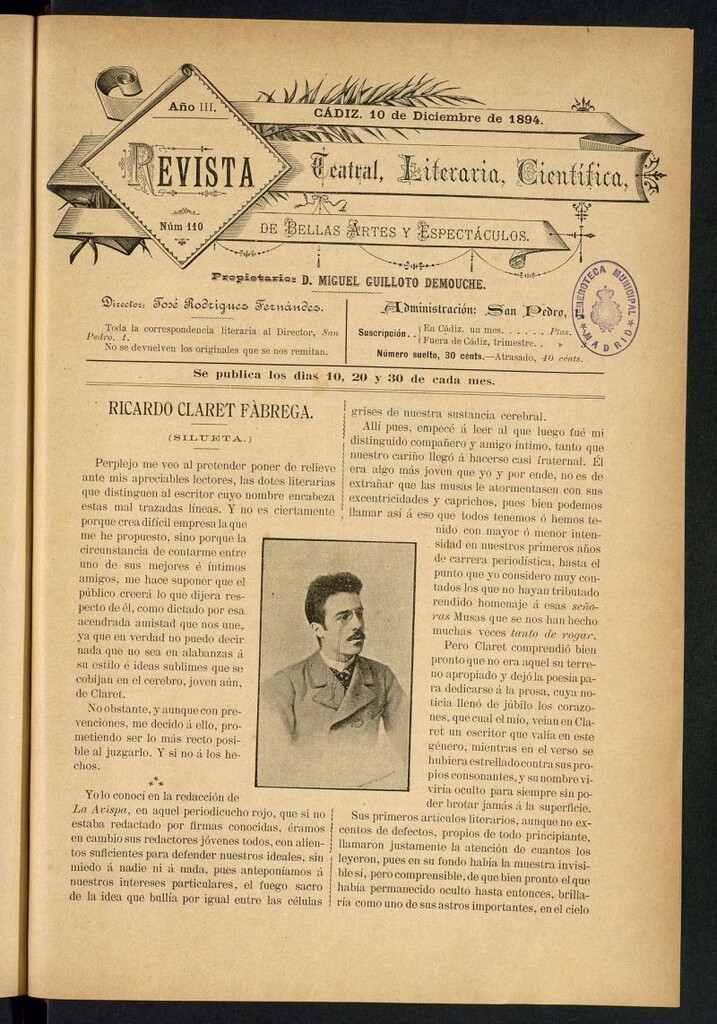 Año III.
CÁDIZ. 10 de Diciembre de 1894.
REVISTA
Teatral, Literaria, Científica,
Núm 110
DE BELLAS ARTES Y ESPECTÁCULOS.
Propietario: D. MIGUEL GUILLOTO DEMOUCHE.
HEMEROTECA MUNICIPAL
MADRID
Director: José Rodríguez Fernández.
Toda la correspondencia literaria al Director, San
Pedro, 1.
No se devuelven los originales que se nos remitan.
Administración: San Pedro,
Suscripción.. En Cádiz, un mes. . . . . . Ptas.
Fuera de Cádiz, trimestre. . »
Número suelto, 30 cénts.—Atrasado, 40 cénts.
Se publica los dias 10, 20 y 30 de cada mes.
RICARDO CLARET FÀBREGA.
(SILUETA.)
Perplejo me veo al pretender poner de relieve
ante mis apreciables lectores, las dotes literarias
que distinguen al escritor cuyo nombre encabeza
estas mal trazadas líneas. Y no es ciertamente
porque crea difícil empresa la que
me he propuesto, sino porque la
circunstancia de contarme entre
uno de sus mejores é íntimos
amigos, me hace suponer que el
público creerá lo que dijera res-
pecto de él, como dictado por esa
acendrada amistad que nos une,
ya que en verdad no puedo decir
nada que no sea en alabanzas á
su estilo é ideas sublimes que se
cobijan en el cerebro, joven aún,
de Claret.
No obstante, y aunque con pre-
venciones, me decido á ello, pro-
metiendo ser lo más recto posi-
ble al juzgarlo. Y si no á los he-
chos.
***
Yo lo conocí en la redacción de
La Avispa, en aquel periodicucho rojo, que si no
estaba redactado por firmas conocidas, éramos
en cambio sus redactores jóvenes todos, con alien-
tos suficientes para defender nuestros ideales, sin
miedo á nadie ni á nada, pues anteponíamos á
nuestros intereses particulares, el fuego sacro
de la idea que bullía por igual entre las células
grises de nuestra sustancia cerebral.
Allí pues, empecé á leer al que luego fué mi
distinguido compañero y amigo íntimo, tanto que
nuestro cariño llegó á hacerse casi fraternal. Él
era algo más joven que yo y por ende, no es de
extrañar que las musas le atormentasen con sus
excentricidades y caprichos, pues bien podemos
llamar así á eso que todos tenemos ó hemos te-
nido con mayor ó menor inten-
sidad en nuestros primeros años
de carrera periodística, hasta el
punto que yo considero muy con-
tados los que no hayan tributado
rendido homenaje á esas seño-
ras Musas que se nos han hecho
muchas veces tanto de rogar.
Pero Claret comprendió bien
pronto que no era aquel su terre-
no apropiado y dejó la poesía pa-
ra dedicarse á la prosa, cuya no-
ticia llenó de júbilo los corazo-
nes, que cual el mío, veian en Cla-
ret un escritor que valía en este
género, mientras en el verso se
hubiera estrellado contra sus pro-
pios consonantes, y su nombre vi-
viría oculto para siempre sin po-
der brotar jamás á la superficie.
Sus primeros artículos literarios, aunque no ex-
centos de defectos, propios de todo principiante,
llamaron justamente la atención de cuantos los
leyeron, pues en su fondo había la muestra invisi-
ble sí, pero comprensible, de que bien pronto el que
había permanecido oculto hasta entonces, brilla-
ría como uno de sus astros importantes, en el cielo